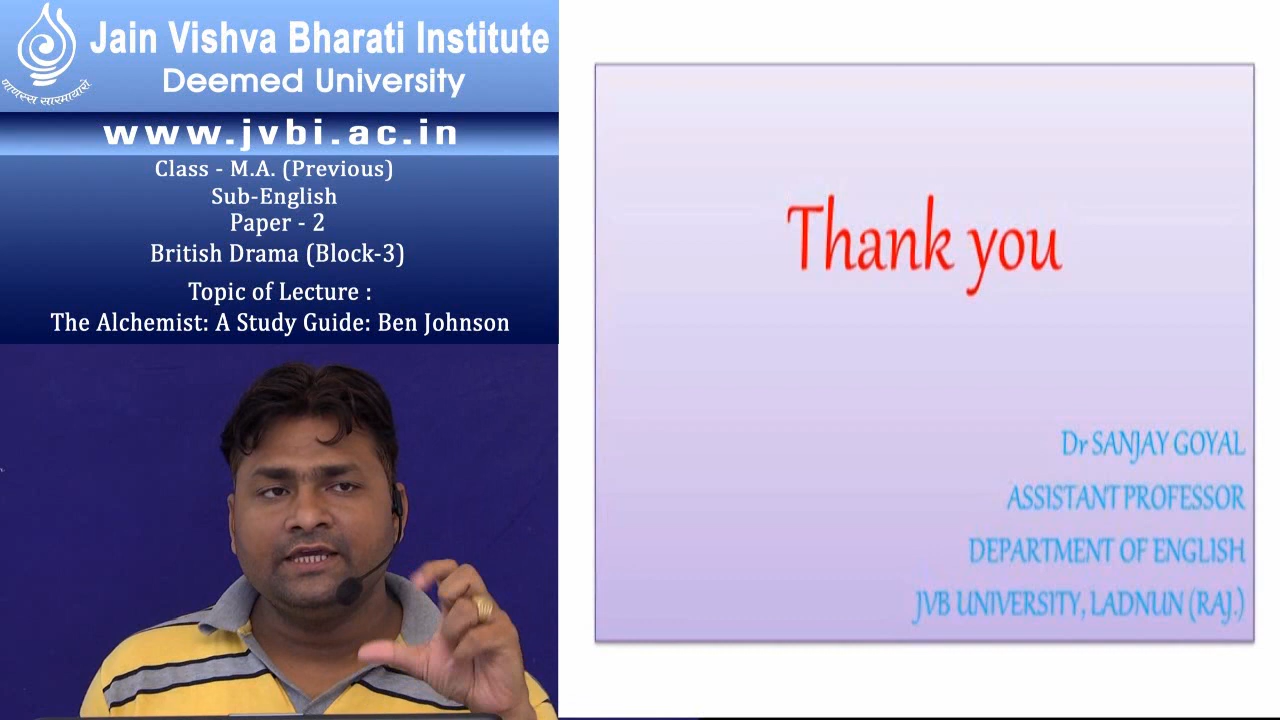 Jain Vishva Bharati Institute
Deemed University
णाणस्स सारमायारो
www.jvbi.ac.in
Class - M.A. (Previous)
Sub-English
Paper - 2
British Drama (Block-3)
Topic of Lecture :
The Alchemist: A Study Guide: Ben Johnson
Thank you
Dr SANJAY GOYAL
ASSISTANT PROFESSOR
DEPARTMENT OF ENGLISH
JVB UNIVERSITY, LADNUN (RAJ.)